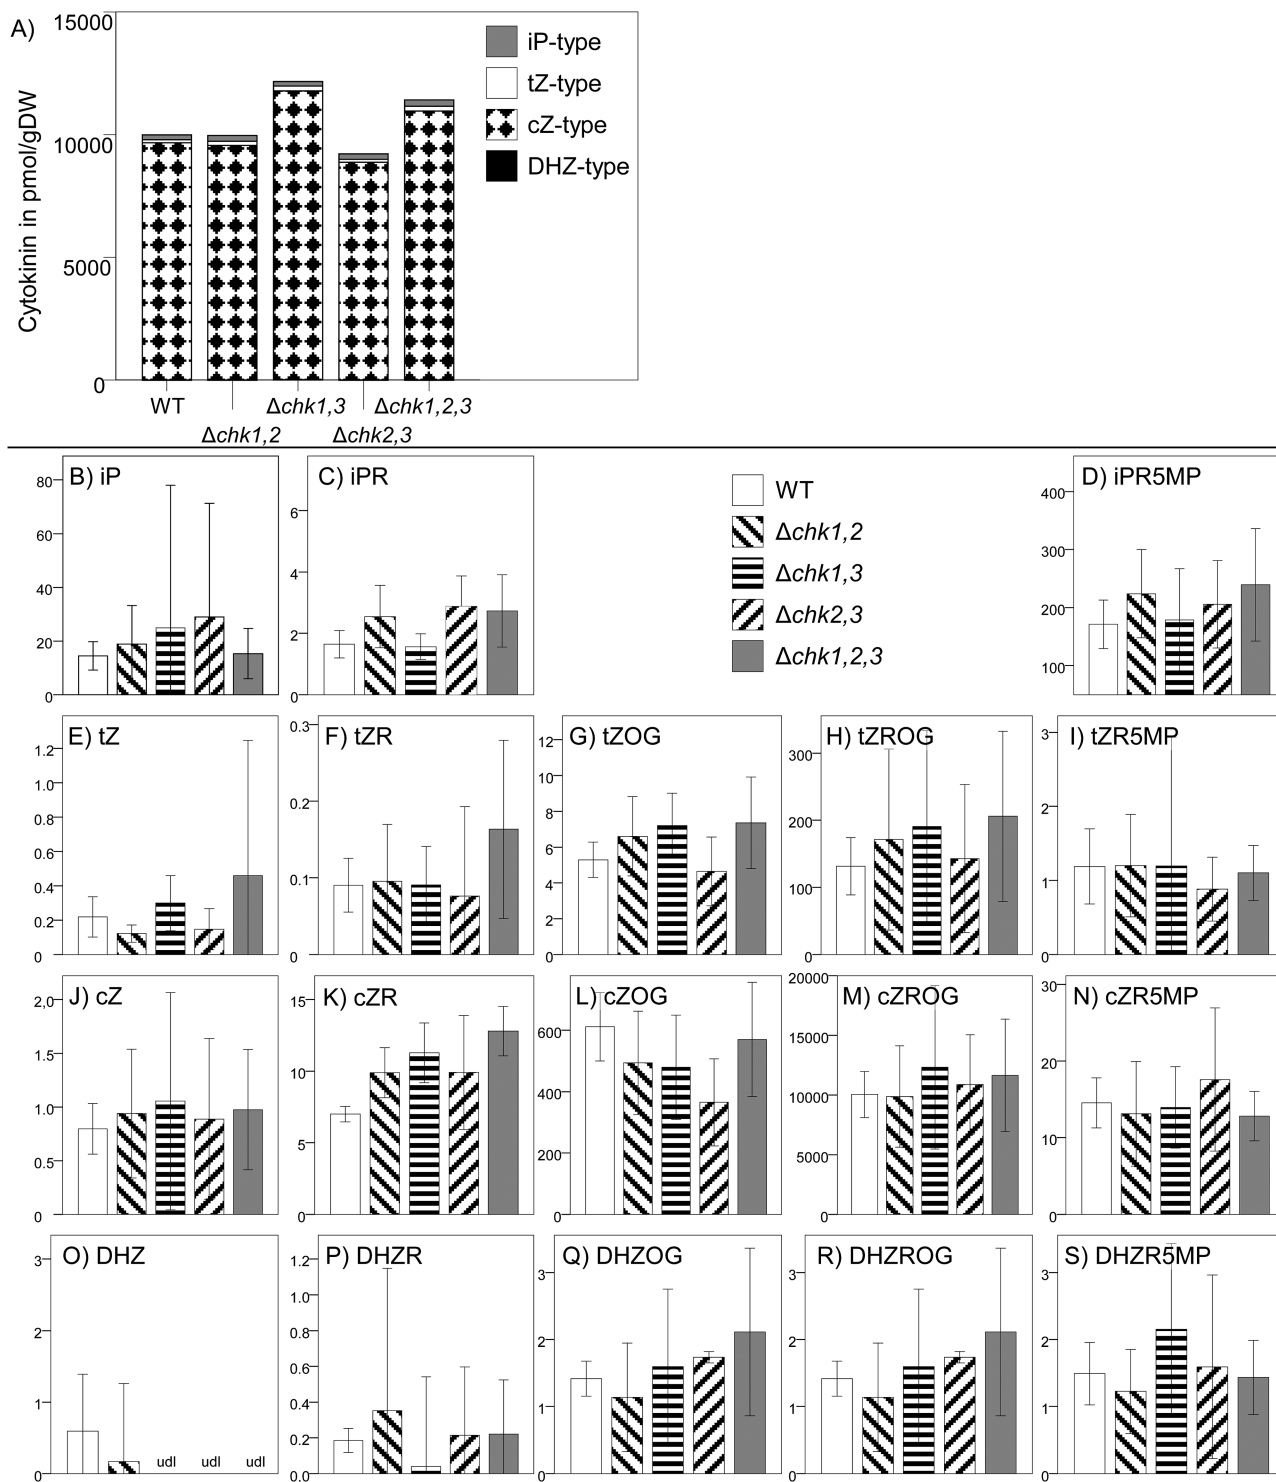 A)
15000
10000
5000
0
Cytokinin in pmol/gDW
iP-type
tZ-type
cZ-type
DHZ-type
WT
Δchk1,3
Δchk1,2,3
Δchk1,2
Δchk2,3
B) iP
80
60
40
20
0
C) iPR
6
4
2
0
WT
Δchk1,2
Δchk1,3
Δchk2,3
Δchk1,2,3
D) iPR5MP
400
300
200
100
E) tZ
1.2
1.0
0.8
0.6
0.4
0.2
0
F) tZR
0.3
0.2
0.1
0
G) tZOG
12
10
8
6
4
2
0
H) tZROG
300
200
100
0
I) tZR5MP
3
2
1
0
J) cZ
2,0
1.5
1.0
0.5
0
K) cZR
15
10
5
0
L) cZOG
600
400
200
0
M) cZROG
20000
15000
10000
5000
0
N) cZR5MP
30
20
10
0
O) DHZ
3
2
1
0
udl udl udl
P) DHZR
1.2
1.0
0.8
0.6
0.4
0.2
0.0
Q) DHZOG
3
2
1
0
R) DHZROG
3
2
1
0
S) DHZR5MP
3
2
1
0